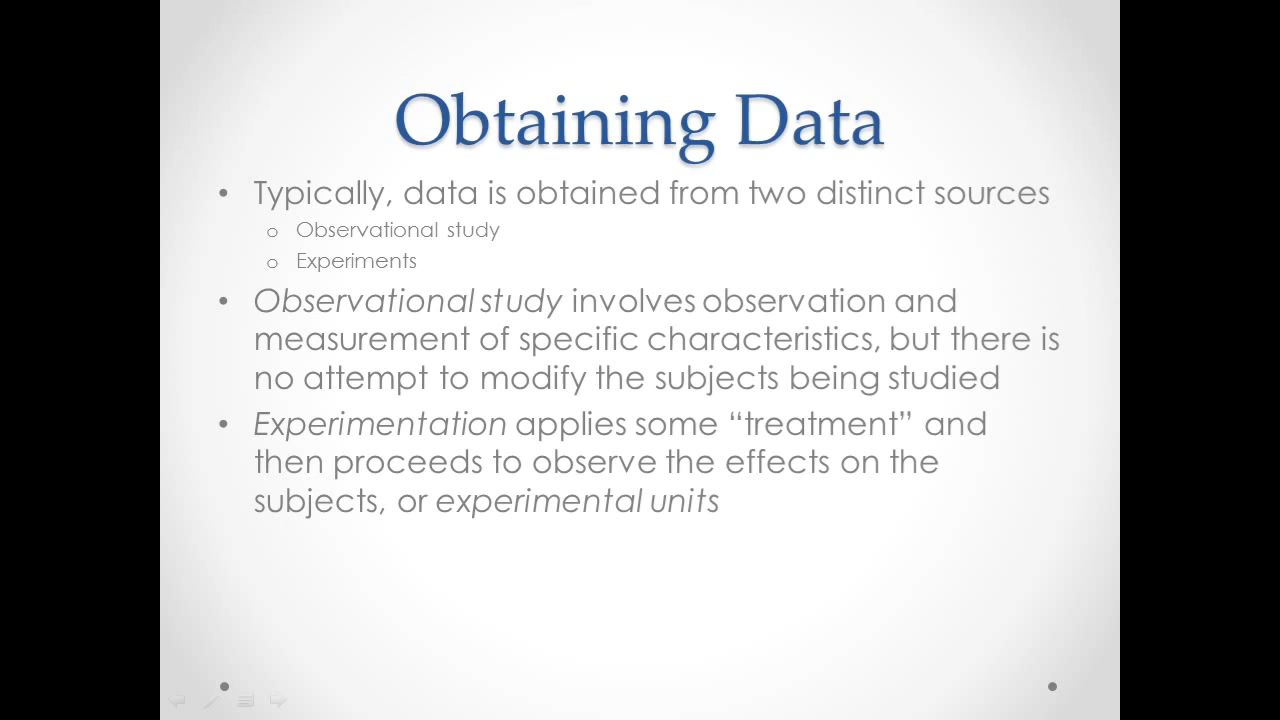 Obtaining Data
• Typically, data is obtained from two distinct sources
o Observational study
o Experiments
• Observational study involves observation and
measurement of specific characteristics, but there is
no attempt to modify the subjects being studied
• Experimentation applies some “treatment” and
then proceeds to observe the effects on the
subjects, or experimental units